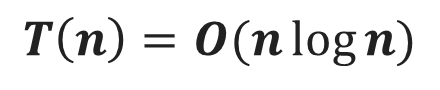 T(n) = O(n log n)